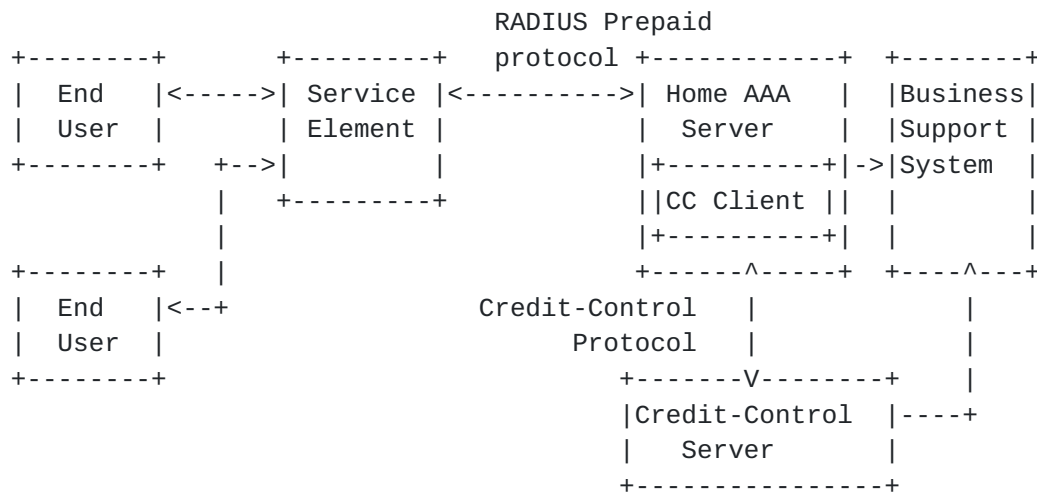 RADIUS Prepaid
+--------+       +---------+   protocol +------------+  +--------+
|  End   |<----->| Service |<---------->| Home AAA   |  |Business|
|  User  |       | Element |            |  Server    |  |Support |
+--------+   +-->|         |            |+----------+|->|System  |
             |   +---------+            ||CC Client ||  |        |
             |                          |+----------+|  |        |
+--------+   |                          +------^-----+  +----^---+
|  End   |<--+                Credit-Control   |             |
|  User  |                          Protocol   |             |
+--------+                             +-------V--------+    |
                                       |Credit-Control  |----+
                                       |   Server       |
                                       +----------------+